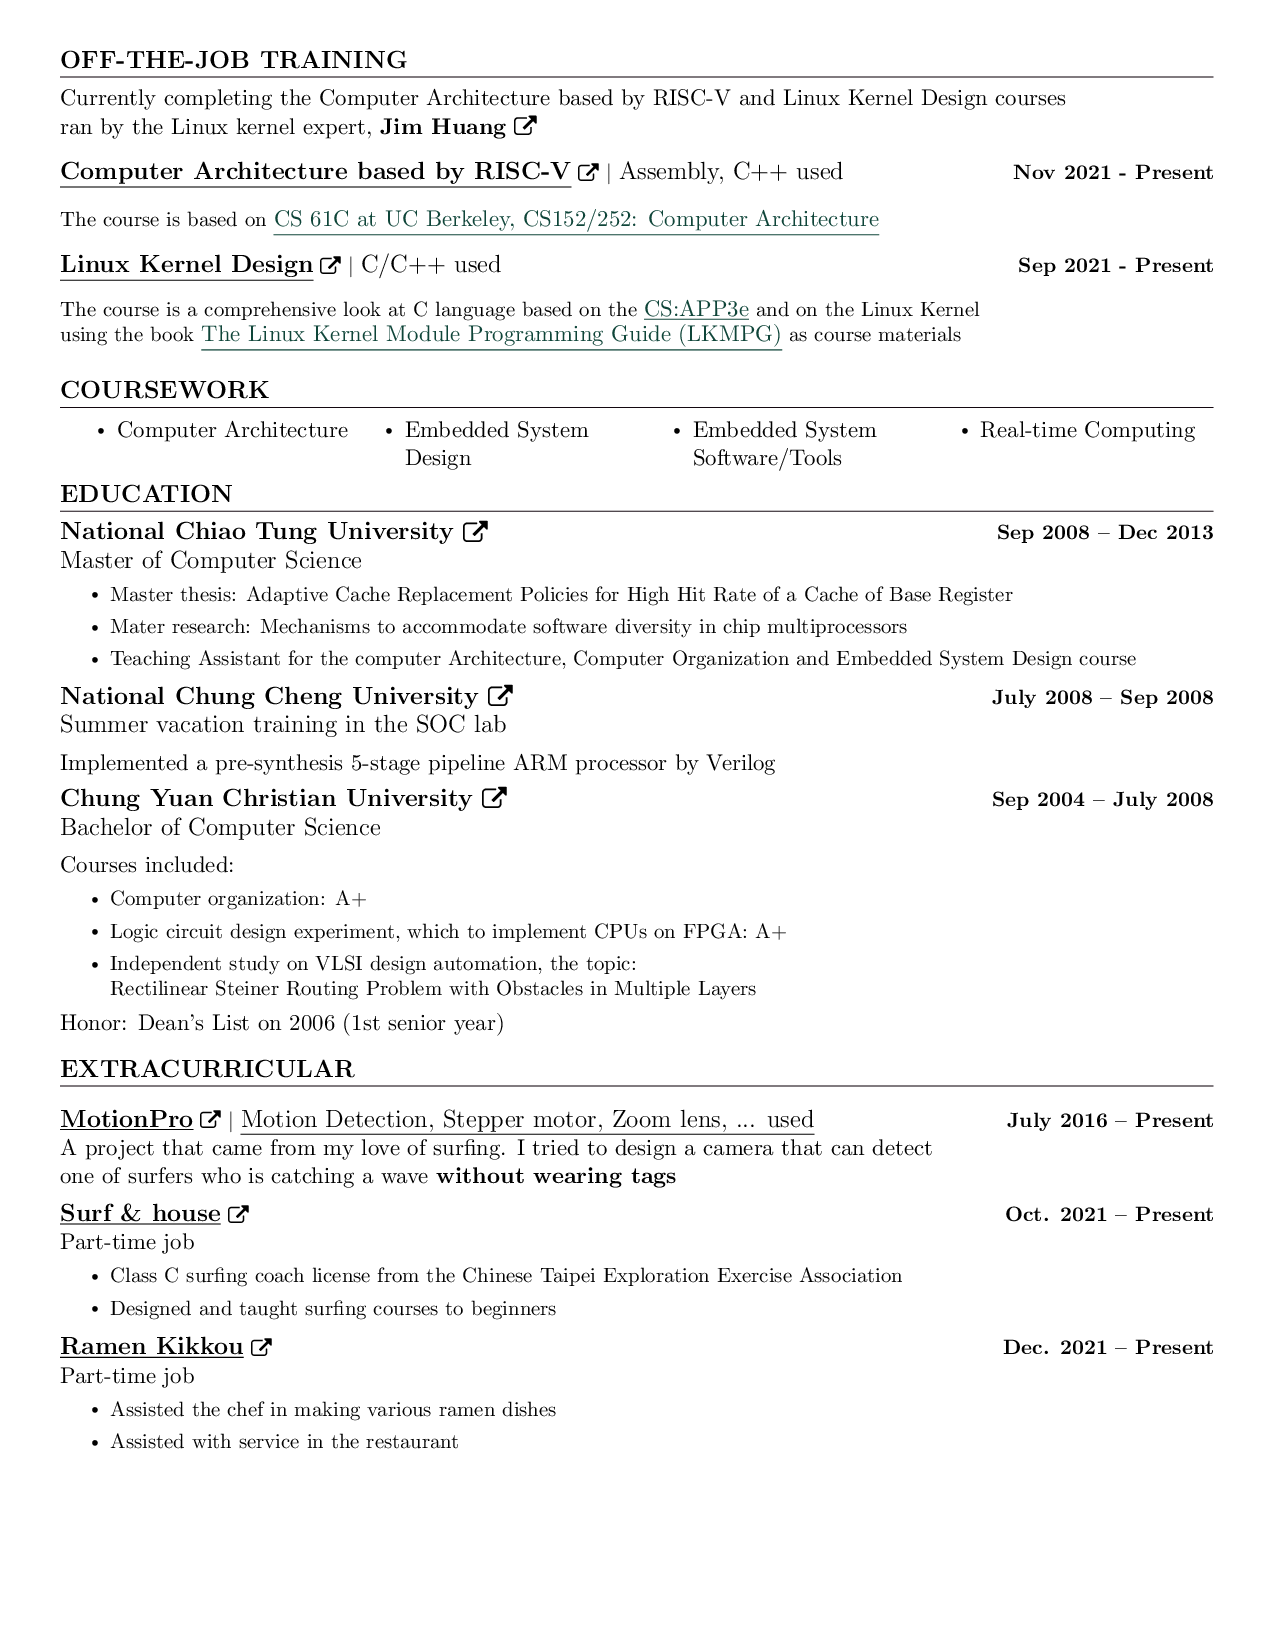 OFF-THE-JOB TRAINING
Currently completing the Computer Architecture based by RISC-V and Linux Kernel Design courses
ran by the Linux kernel expert, Jim Huang
Computer Architecture based by RISC-V | Assembly, C++ used Nov 2021 - Present
The course is based on CS 61C at UC Berkeley, CS152/252: Computer Architecture
Linux Kernel Design | C/C++ used Sep 2021 - Present
The course is a comprehensive look at C language based on the CS:APP3e and on the Linux Kernel
using the book The Linux Kernel Module Programming Guide (LKMPG) as course materials
COURSEWORK
• Computer Architecture • Embedded System • Embedded System • Real-time Computing
Design Software/Tools
EDUCATION
National Chiao Tung University Sep 2008 – Dec 2013
Master of Computer Science
• Master thesis: Adaptive Cache Replacement Policies for High Hit Rate of a Cache of Base Register
• Mater research: Mechanisms to accommodate software diversity in chip multiprocessors
• Teaching Assistant for the computer Architecture, Computer Organization and Embedded System Design course
National Chung Cheng University July 2008 – Sep 2008
Summer vacation training in the SOC lab
Implemented a pre-synthesis 5-stage pipeline ARM processor by Verilog
Chung Yuan Christian University Sep 2004 – July 2008
Bachelor of Computer Science
Courses included:
• Computer organization: A+
• Logic circuit design experiment, which to implement CPUs on FPGA: A+
• Independent study on VLSI design automation, the topic:
Rectilinear Steiner Routing Problem with Obstacles in Multiple Layers
Honor: Dean's List on 2006 (1st senior year)
EXTRACURRICULAR
MotionPro | Motion Detection, Stepper motor, Zoom lens, ... used July 2016 – Present
A project that came from my love of surfing. I tried to design a camera that can detect
one of surfers who is catching a wave without wearing tags
Surf & house Oct. 2021 – Present
Part-time job
• Class C surfing coach license from the Chinese Taipei Exploration Exercise Association
• Designed and taught surfing courses to beginners
Ramen Kikkou Dec. 2021 – Present
Part-time job
• Assisted the chef in making various ramen dishes
• Assisted with service in the restaurant